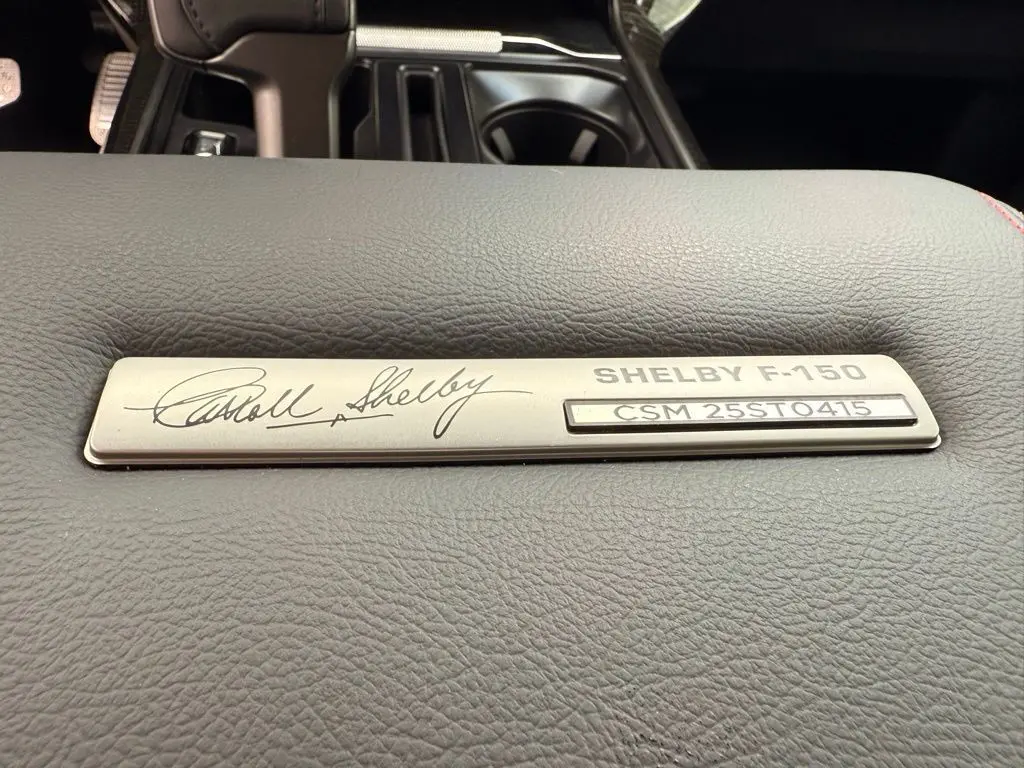 Carroll Shelby
SHELBY F-150
CSM 25ST0415